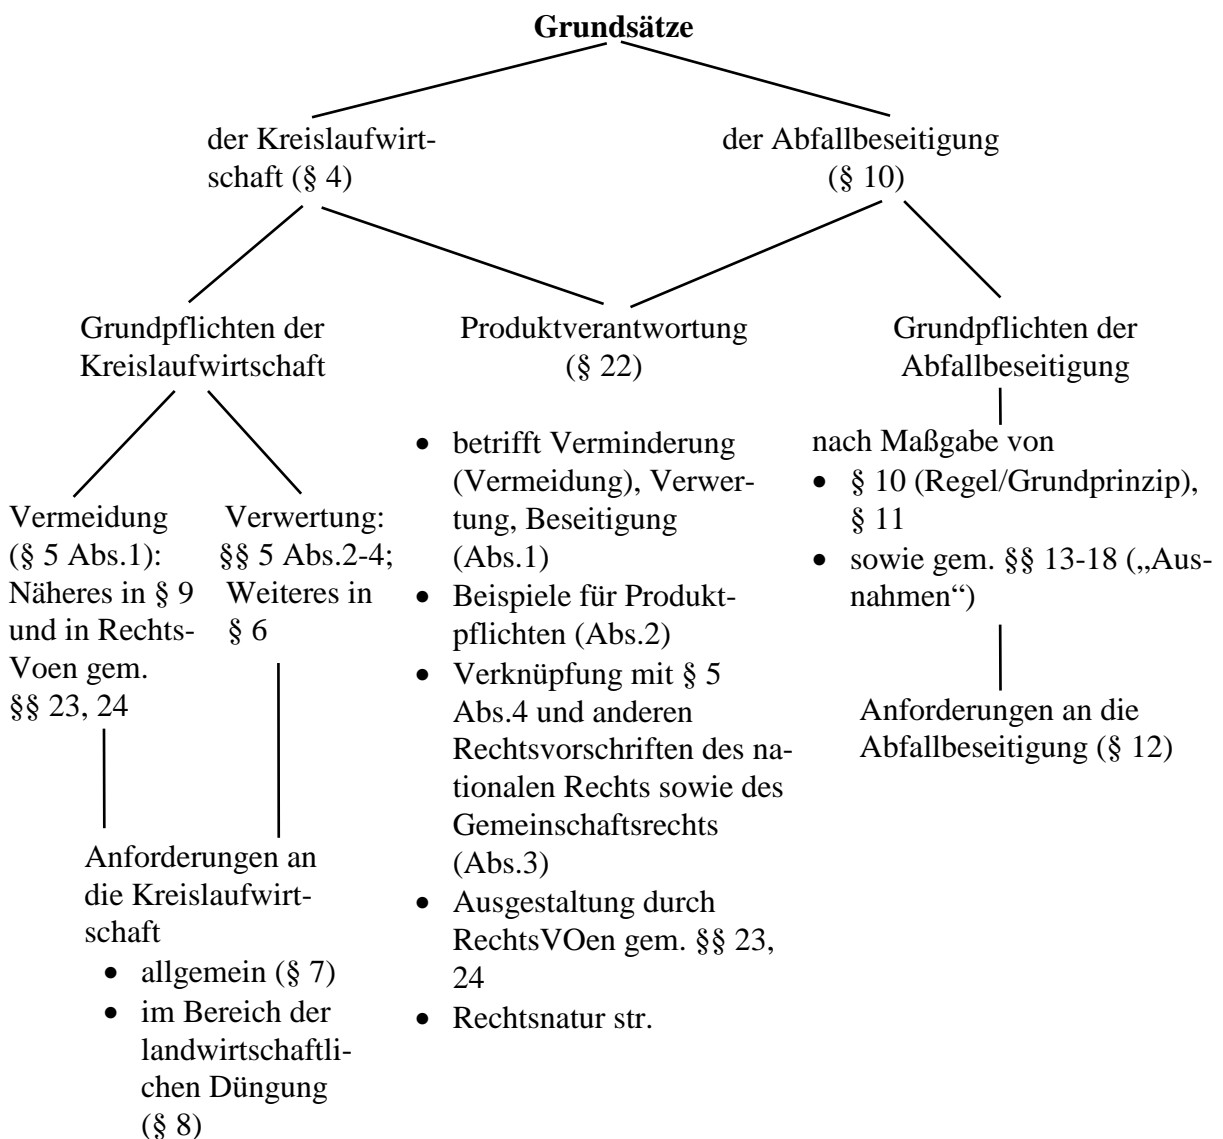 Grundsätze
der Kreislaufwirt-
schaft (§ 4)
der Abfallbeseitigung
(§ 10)
Grundpflichten der
Kreislaufwirtschaft
Produktverantwortung
(§ 22)
Grundpflichten der
Abfallbeseitigung
Vermeidung
(§ 5 Abs.1):
Näheres in § 9
und in Rechts-
Voen gem.
§§ 23, 24
Verwertung:
§§ 5 Abs.2-4;
Weiteres in
§ 6
Anforderungen an
die Kreislaufwirt-
schaft
• allgemein (§ 7)
• im Bereich der
landwirtschaftli-
chen Düngung
(§ 8)
• betrifft Verminderung
(Vermeidung), Verwer-
tung, Beseitigung
(Abs.1)
• Beispiele für Produkt-
pflichten (Abs.2)
• Verknüpfung mit § 5
Abs.4 und anderen
Rechtsvorschriften des na-
tionalen Rechts sowie des
Gemeinschaftsrechts
(Abs.3)
• Ausgestaltung durch
RechtsVOen gem. §§ 23,
24
• Rechtsnatur str.
nach Maßgabe von
• § 10 (Regel/Grundprinzip),
§ 11
• sowie gem. §§ 13-18 („Aus-
nahmen“)
Anforderungen an die
Abfallbeseitigung (§ 12)